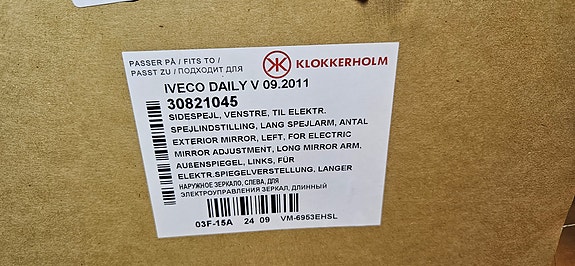 PASSER PÅ / FITS TO /
PASST ZU / ПОДХОДИТ ДЛЯ
KLOKKERHOLM
IVECO DAILY V 09.2011
30821045
SIDESPEJL, VENSTRE, TIL ELEKTR.
SPEJLINDSTILLING, LANG SPEJLARM, ANTAL
EXTERIOR MIRROR, LEFT, FOR ELECTRIC
MIRROR ADJUSTMENT, LONG MIRROR ARM,
AUßENSPIEGEL, LINKS, FÜR
ELEKTR.SPIEGELVERSTELLUNG, LANGER
НАРУЖНОЕ ЗЕРКАЛО, СЛЕВА, ДЛЯ
ЭЛЕКТРОУПРАВЛЕНИЯ ЗЕРКАЛ, ДЛИННЫЙ
03F-15A 24 09 VM-6953EHSL